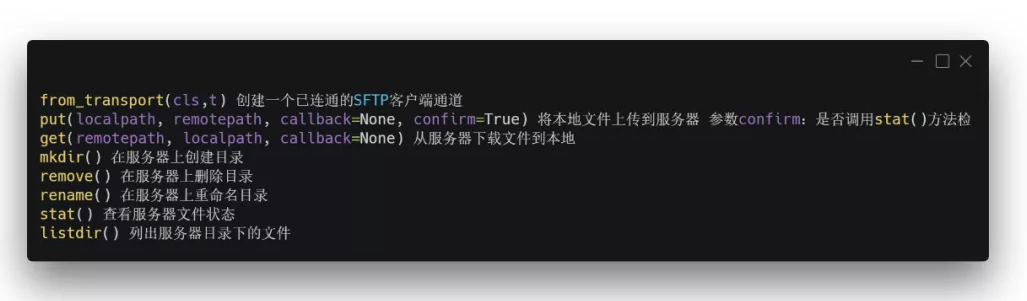 from_transport(cls,t) 创建一个已连通的SFTP客户端通道
put(localpath, remotepath, callback=None, confirm=True) 将本地文件上传到服务器 参数confirm：是否调用stat()方法检
get(remotepath, localpath, callback=None) 从服务器下载文件到本地
mkdir() 在服务器上创建目录
remove() 在服务器上删除目录
rename() 在服务器上重命名目录
stat() 查看服务器文件状态
listdir() 列出服务器目录下的文件